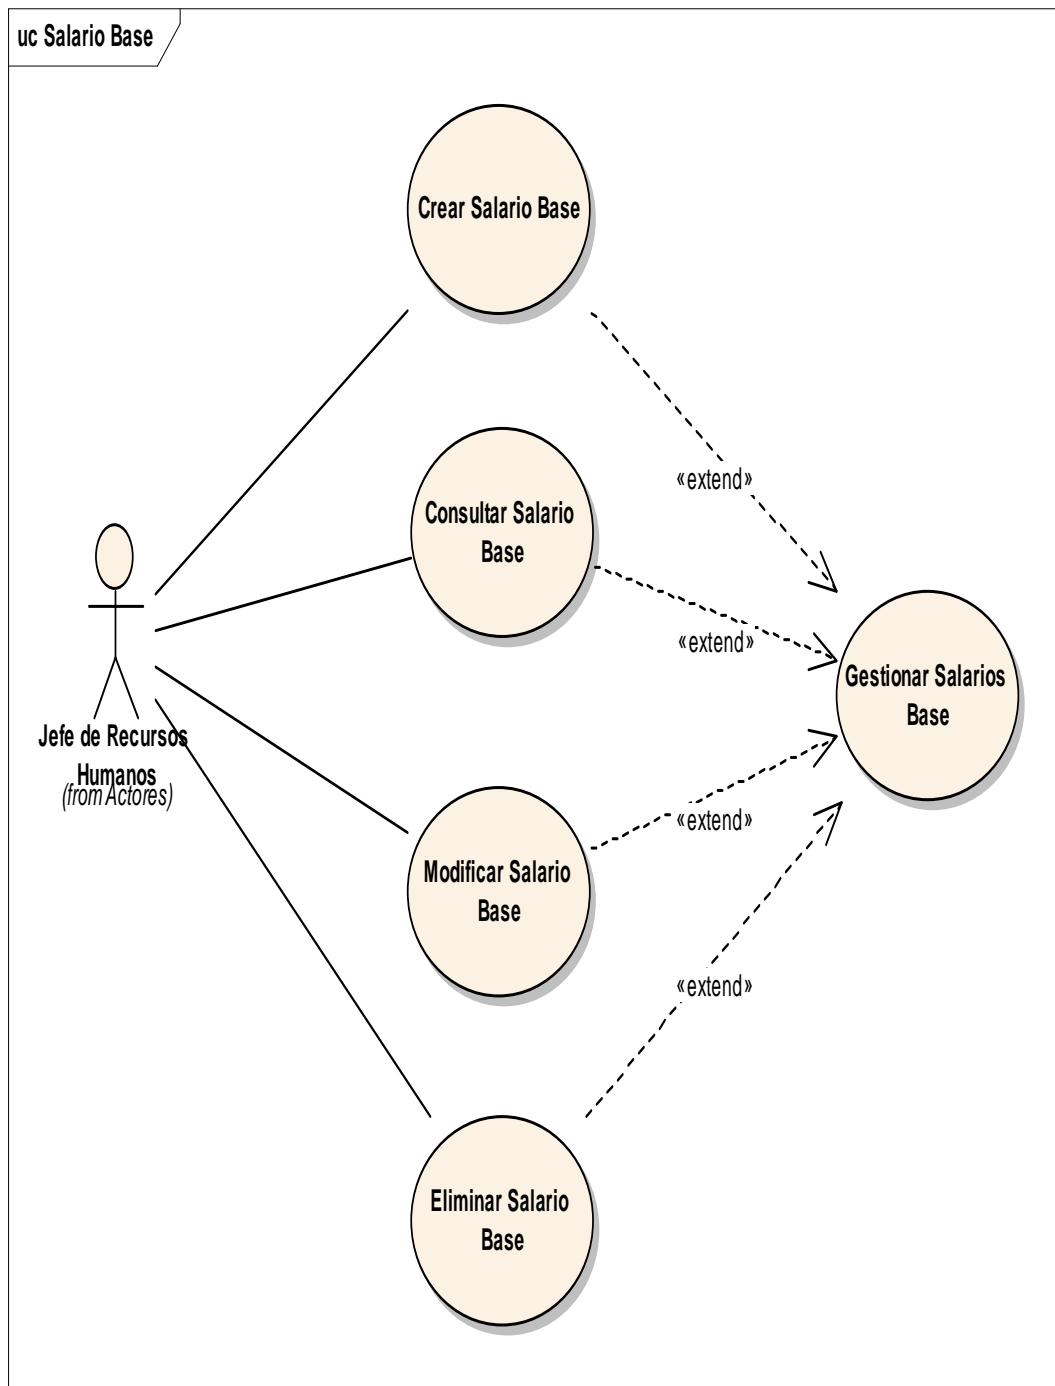 uc Salario Base
Crear Salario Base
«extend»
Consultar Salario
Base
«extend»
Gestionar Salarios
Base
Jefe de Recursos
Humanos
(from Actores)
«extend»
Modificar Salario
Base
«extend»
Eliminar Salario
Base